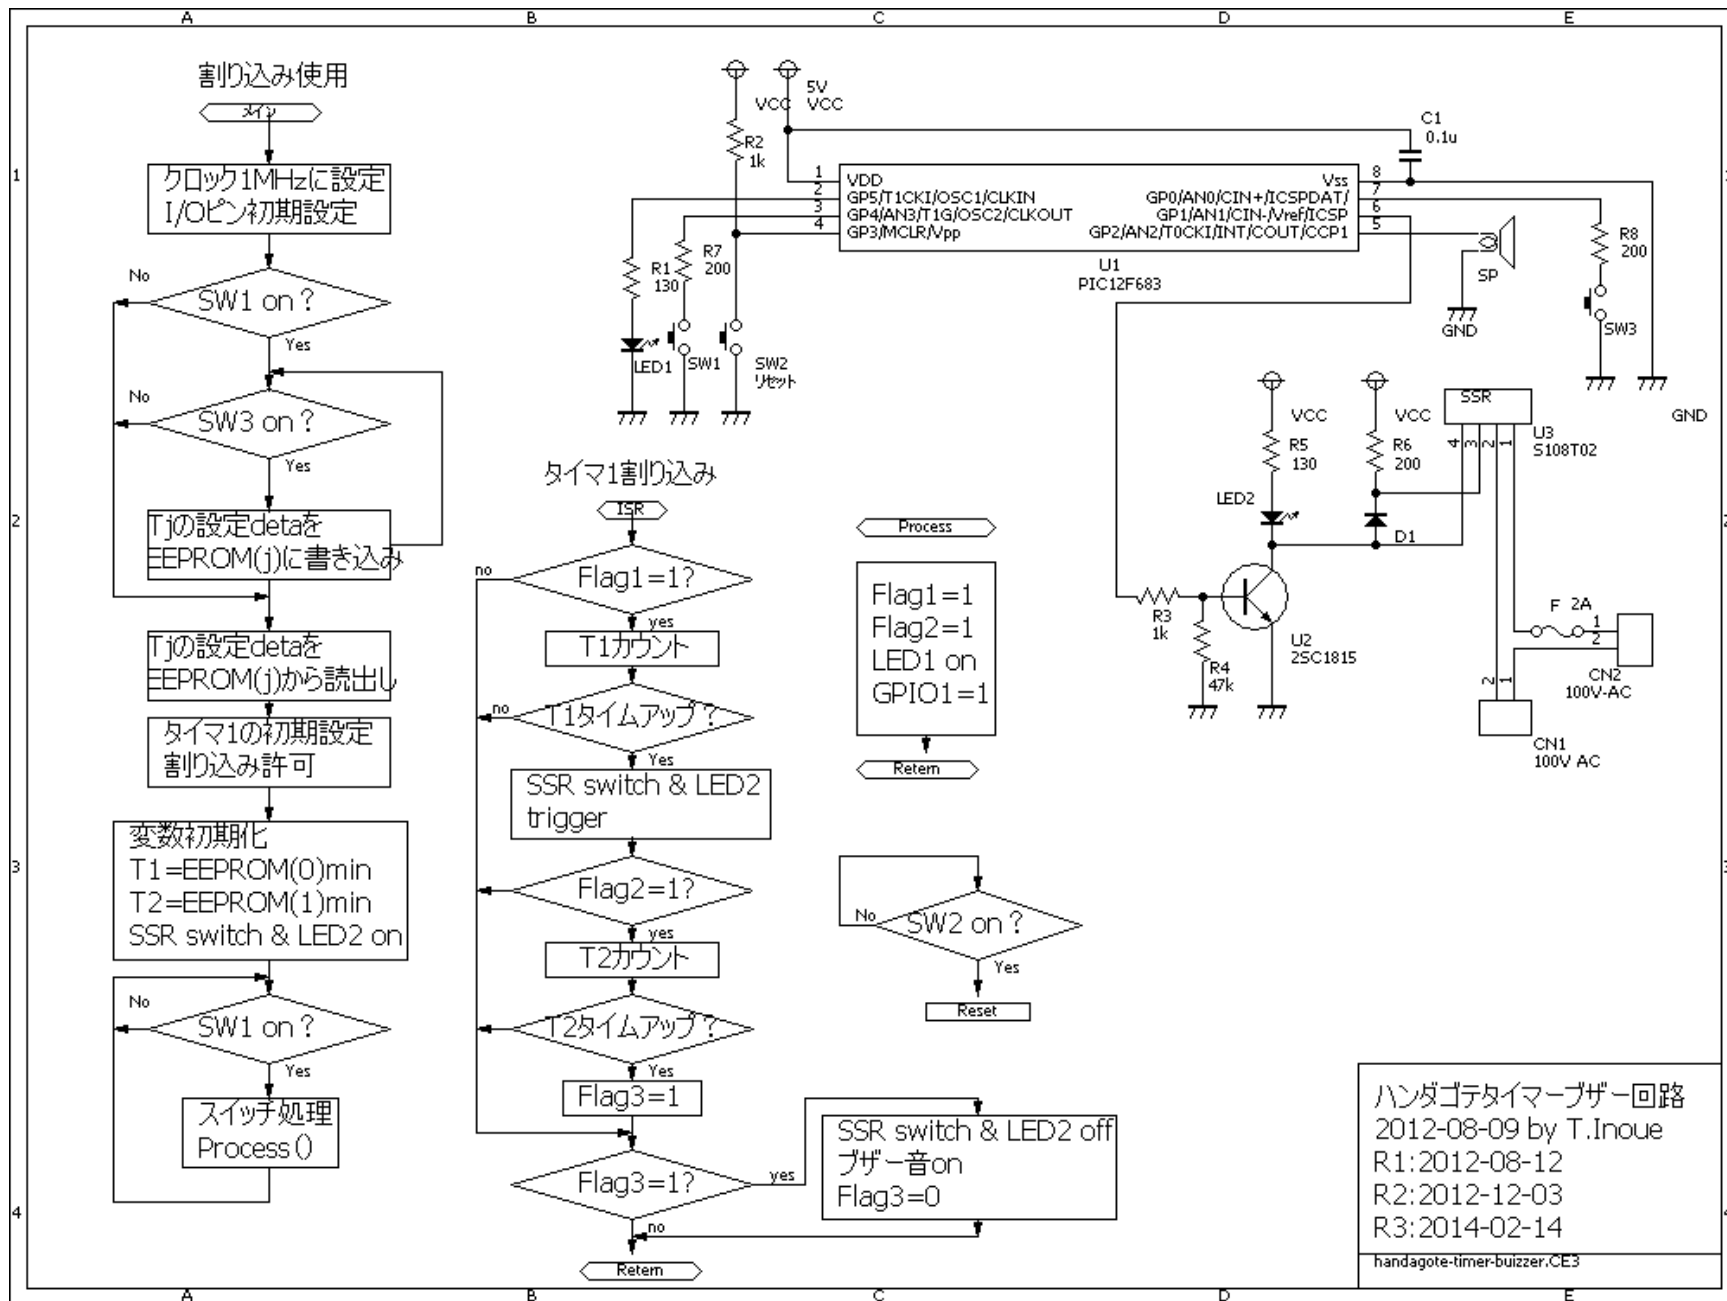 A
B
C
D
E
割り込み使用
メイン
クロック1MHzに設定
I/Oピン初期設定
No
SW1 on ?
Yes
No
SW3 on ?
Yes
Tjの設定detaを
EEPROM(j)に書き込み
Tjの設定detaを
EEPROM(j)から読出し
タイマ1の初期設定
割り込み許可
変数初期化
T1=EEPROM(0)min
T2=EEPROM(1)min
SSR switch & LED2 on
No
SW1 on ?
Yes
スイッチ処理
Process()
タイマ1割り込み
ISR
no
Flag1=1?
yes
T1カウント
no
T1タイムアップ ?
Yes
SSR switch & LED2
trigger
Flag2=1?
yes
T2カウント
T2タイムアップ ?
Yes
Flag3=1
Flag3=1?
yes
no
Retern
SSR switch & LED2 off
ブザー音on
Flag3=0
Process
Flag1=1
Flag2=1
LED1 on
GPIO1=1
Retern
No
SW2 on ?
Yes
Reset
VCC
5V
VCC
R2
1k
C1
0.1u
1
2
3
4
VDD
GP5/T1CKI/OSC1/CLKIN
GP4/AN3/T1G/OSC2/CLKOUT
GP3/MCLR/Vpp
Vss
GP0/AN0/CIN+/ICSPDAT/
GP1/AN1/CIN-/Vref/ICSP
GP2/AN2/T0CKI/INT/COUT/CCP1
8
7
6
5
U1
PIC12F683
R1
130
R7
200
LED1
SW1
SW2
リセット
SP
GND
R8
200
SW3
GND
VCC
R5
130
LED2
VCC
R6
200
D1
SSR
4
3
2
1
U3
S108T02
R3
1k
R4
47k
U2
2SC1815
F 2A
1
2
CN2
100V-AC
2
1
CN1
100V AC
ハンダゴテタイマーブザー回路
2012-08-09 by T.Inoue
R1:2012-08-12
R2:2012-12-03
R3:2014-02-14
handagote-timer-buizzer.CE3
1
2
3
4
1
2
3
4
A
B
C
D
E